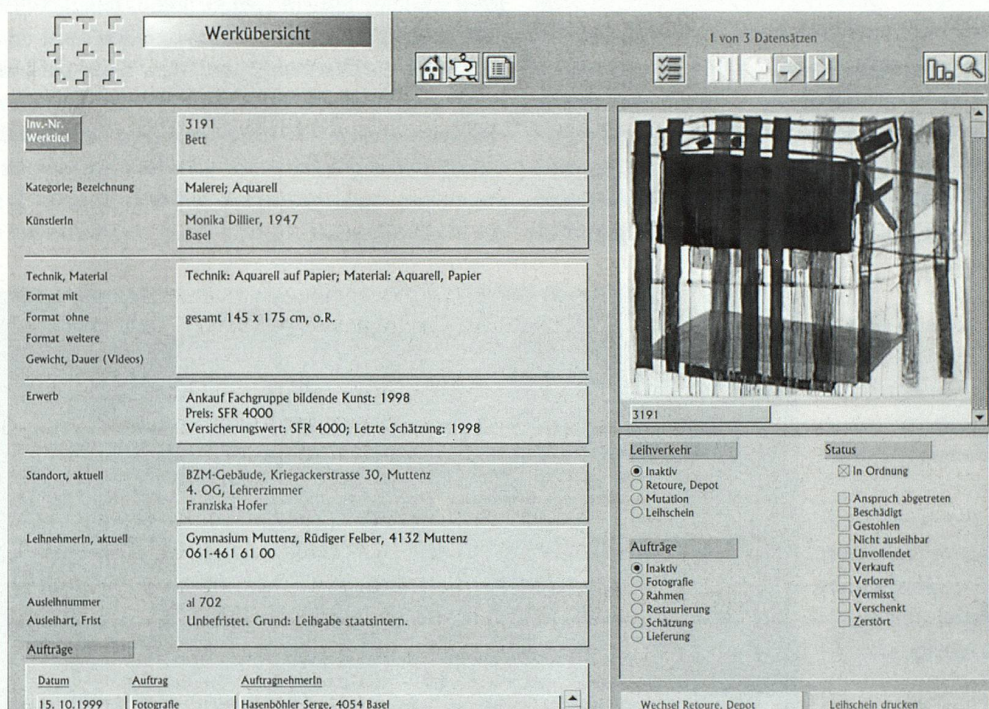 Werkübersicht
1 von 3 Datensätzen
Inv.-Nr.
Werktitel
3191
Bett
Kategorie; Bezeichnung
Malerei; Aquarell
KünstlerIn
Monika Dillier, 1947
Basel
Technik, Material
Technik: Aquarell auf Papier; Material: Aquarell, Papier
Format mit
Format ohne
gesamt 145 x 175 cm, o.R.
Format weitere
Gewicht, Dauer (Videos)
Erwerb
Ankauf Fachgruppe bildende Kunst: 1998
Preis: SFR 4000
Versicherungswert: SFR 4000; Letzte Schätzung: 1998
Standort, aktuell
BZM-Gebäude, Kriegackerstrasse 30, Muttenz
4. OG, Lehrerzimmer
Franziska Hofer
LeihnehmerIn, aktuell
Gymnasium Muttenz, Rüdiger Felber, 4132 Muttenz
061-461 61 00
Ausleihnummer
al 702
Ausleihart, Frist
Unbefristet. Grund: Leihgabe staatsintern.
Aufträge
Datum Auftrag AuftragnehmerIn
15. 10.1999 Fotografie Hasenböhler Serge, 4054 Basel
3191
Leihverkehr
Inaktiv
Retoure, Depot
Mutation
Leihschein
Aufträge
Inaktiv
Fotografie
Rahmen
Restaurierung
Schätzung
Lieferung
Status
In Ordnung
Anspruch abgetreten
Beschädigt
Gestohlen
Nicht ausleihbar
Unvollendet
Verkauft
Verloren
Vermisst
Verschenkt
Zerstört
Wechsel Retoure, Depot
Leihschein drucken